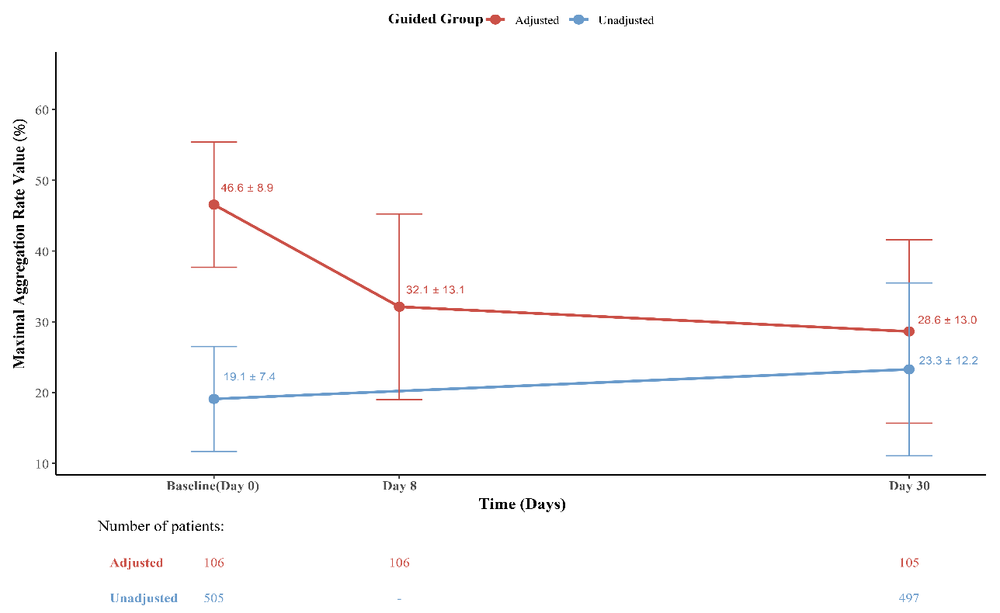 Guided Group Adjusted Unadjusted
Maximal Aggregation Rate Value (%)
60
50
40
30
20
10
46.6 ± 8.9
32.1 ± 13.1
28.6 ± 13.0
23.3 ± 12.2
19.1 ± 7.4
Baseline(Day 0) Day 8 Day 30
Time (Days)
Number of patients:
Adjusted 106 106 105
Unadjusted 505 - 497